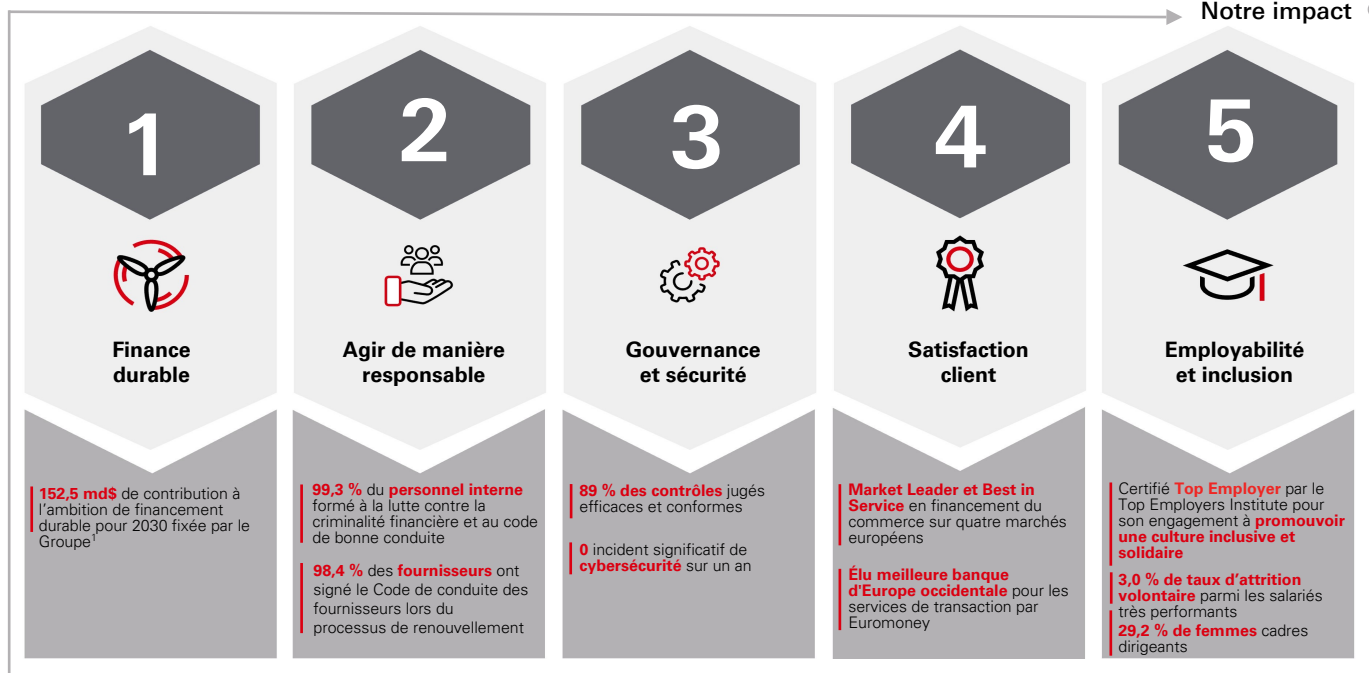 Notre impact
1
Finance
durable
152,5 md$ de contribution à
l'ambition de financement
durable pour 2030 fixée par le
Groupe¹
2
Agir de manière
responsable
99,3 % du personnel interne
formé à la lutte contre la
criminalité financière et au code
de bonne conduite
98,4 % des fournisseurs ont
signé le Code de conduite des
fournisseurs lors du
processus de renouvellement
3
Gouvernance
et sécurité
89 % des contrôles jugés
efficaces et conformes
0 incident significatif de
cybersécurité sur un an
4
Satisfaction
client
Market Leader et Best in
Service en financement du
commerce sur quatre marchés
européens
Élu meilleure banque
d'Europe occidentale pour les
services de transaction par
Euromoney
5
Employabilité
et inclusion
Certifié Top Employer par le
Top Employers Institute pour
son engagement à promouvoir
une culture inclusive et
solidaire
3,0 % de taux d'attrition
volontaire parmi les salariés
très performants
29,2 % de femmes cadres
dirigeants